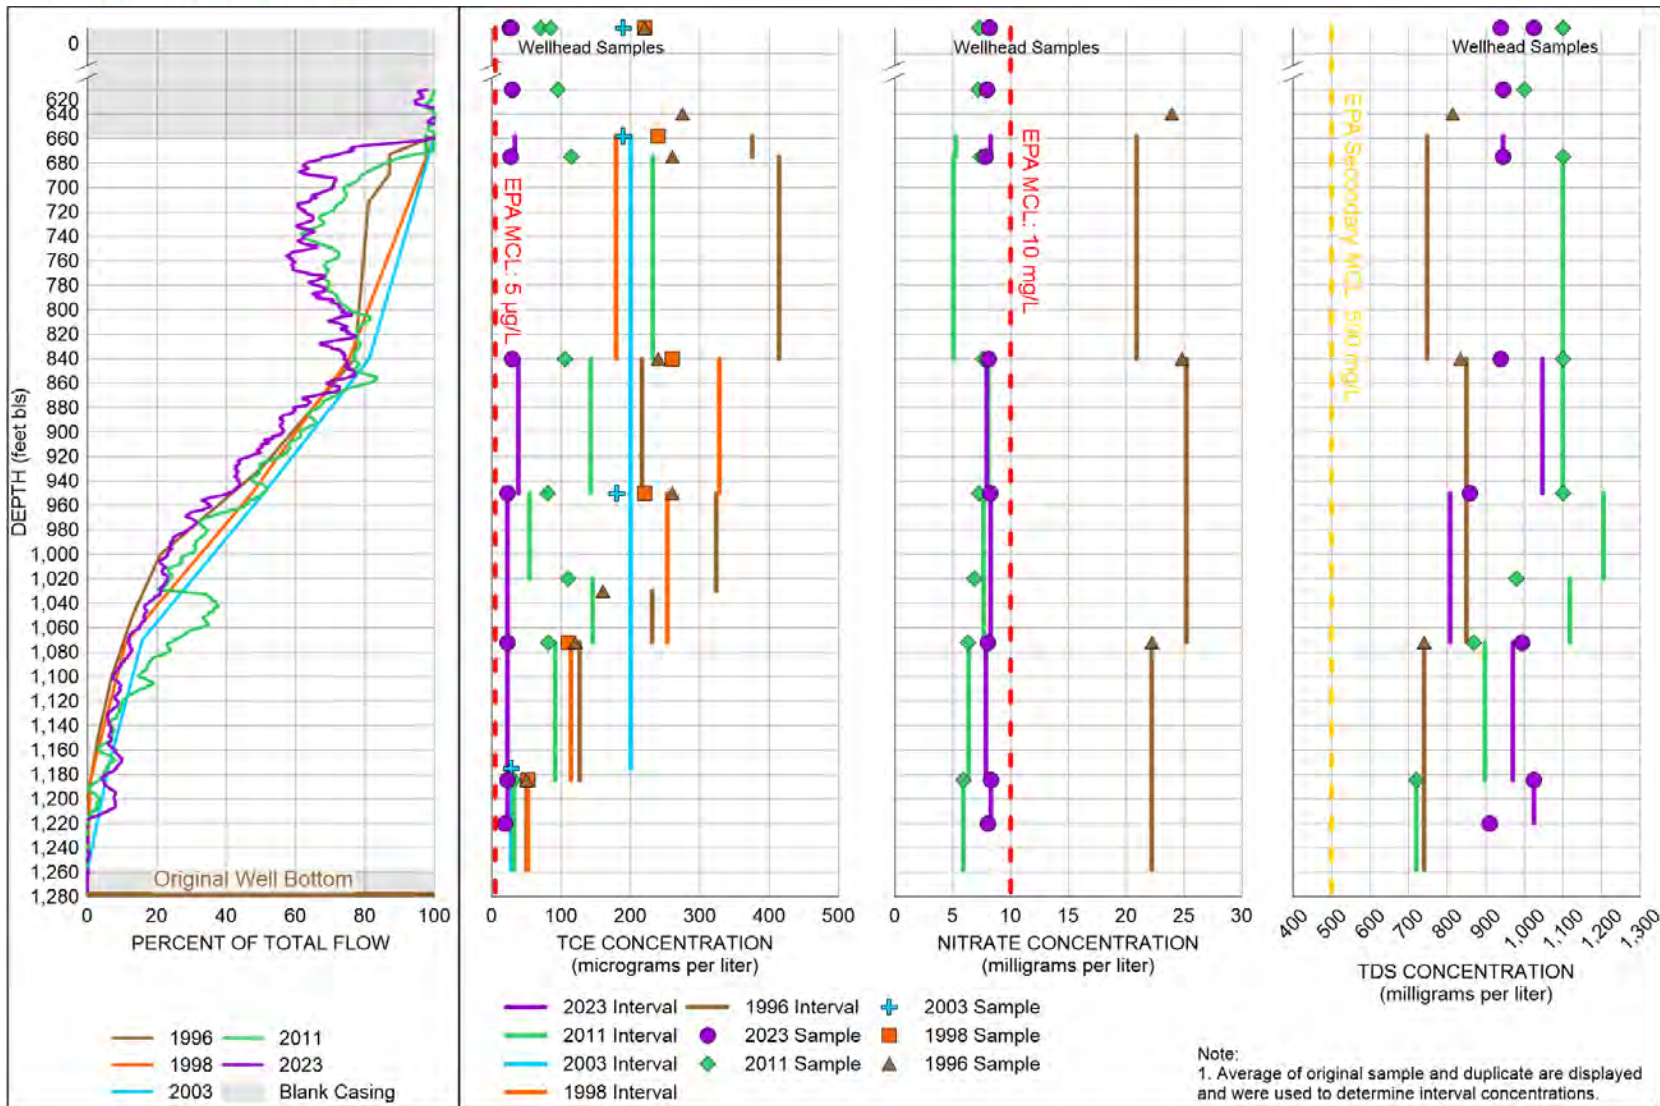 0
620
640
660
680
700
720
740
760
780
800
820
840
860
880
900
920
940
960
980
1,000
1,020
1,040
1,060
1,080
1,100
1,120
1,140
1,160
1,180
1,200
1,220
1,240
1,260
1,280
DEPTH (feet bls)
Original Well Bottom
0 20 40 60 80 100
PERCENT OF TOTAL FLOW
1996
1998
2003
2011
2023
Blank Casing
Wellhead Samples
EPA MCL: 5 µg/L
0 100 200 300 400 500
TCE CONCENTRATION
(micrograms per liter)
Wellhead Samples
EPA MCL: 10 mg/L
0 5 10 15 20 25 30
NITRATE CONCENTRATION
(milligrams per liter)
Wellhead Samples
EPA Secondary MCL 500 mg/L
400 500 600 700 800 900 1,000 1,100 1,200 1,300
TDS CONCENTRATION
(milligrams per liter)
2023 Interval
2011 Interval
2003 Interval
1998 Interval
1996 Interval
2023 Sample
2011 Sample
2003 Sample
1998 Sample
1996 Sample
Note:
1. Average of original sample and duplicate are displayed
and were used to determine interval concentrations.